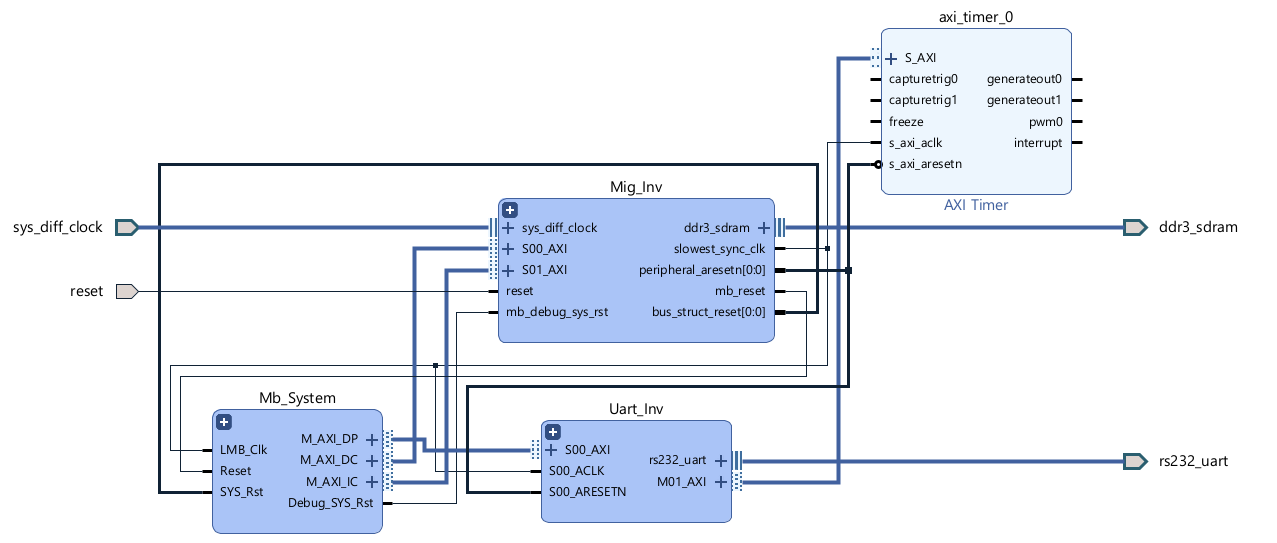 axi_timer_0
S_AXI
capturetrig0
generateout0
capturetrig1
generateout1
freeze
pwm0
s_axi_aclk
interrupt
s_axi_aresetn
AXI Timer
Mig_Inv
sys_diff_clock
sys_diff_clock
ddr3_sdram
ddr3_sdram
S00_AXI
slowest_sync_clk
S01_AXI
peripheral_aresetn[0:0]
reset
reset
mb_reset
mb_debug_sys_rst
bus_struct_reset[0:0]
Mb_System
M_AXI_DP
LMB_Clk
M_AXI_DC
Reset
M_AXI_IC
SYS_Rst
Debug_SYS_Rst
Uart_Inv
S00_AXI
rs232_uart
S00_ACLK
M01_AXI
S00_ARESETN
rs232_uart